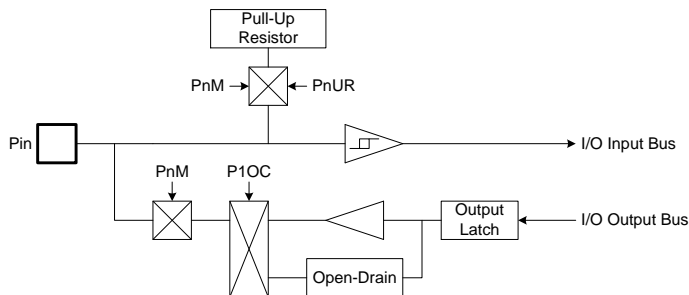 Pull-Up
Resistor
PnM
PnUR
Pin
I/O Input Bus
PnM
P1OC
Output
Latch
I/O Output Bus
Open-Drain